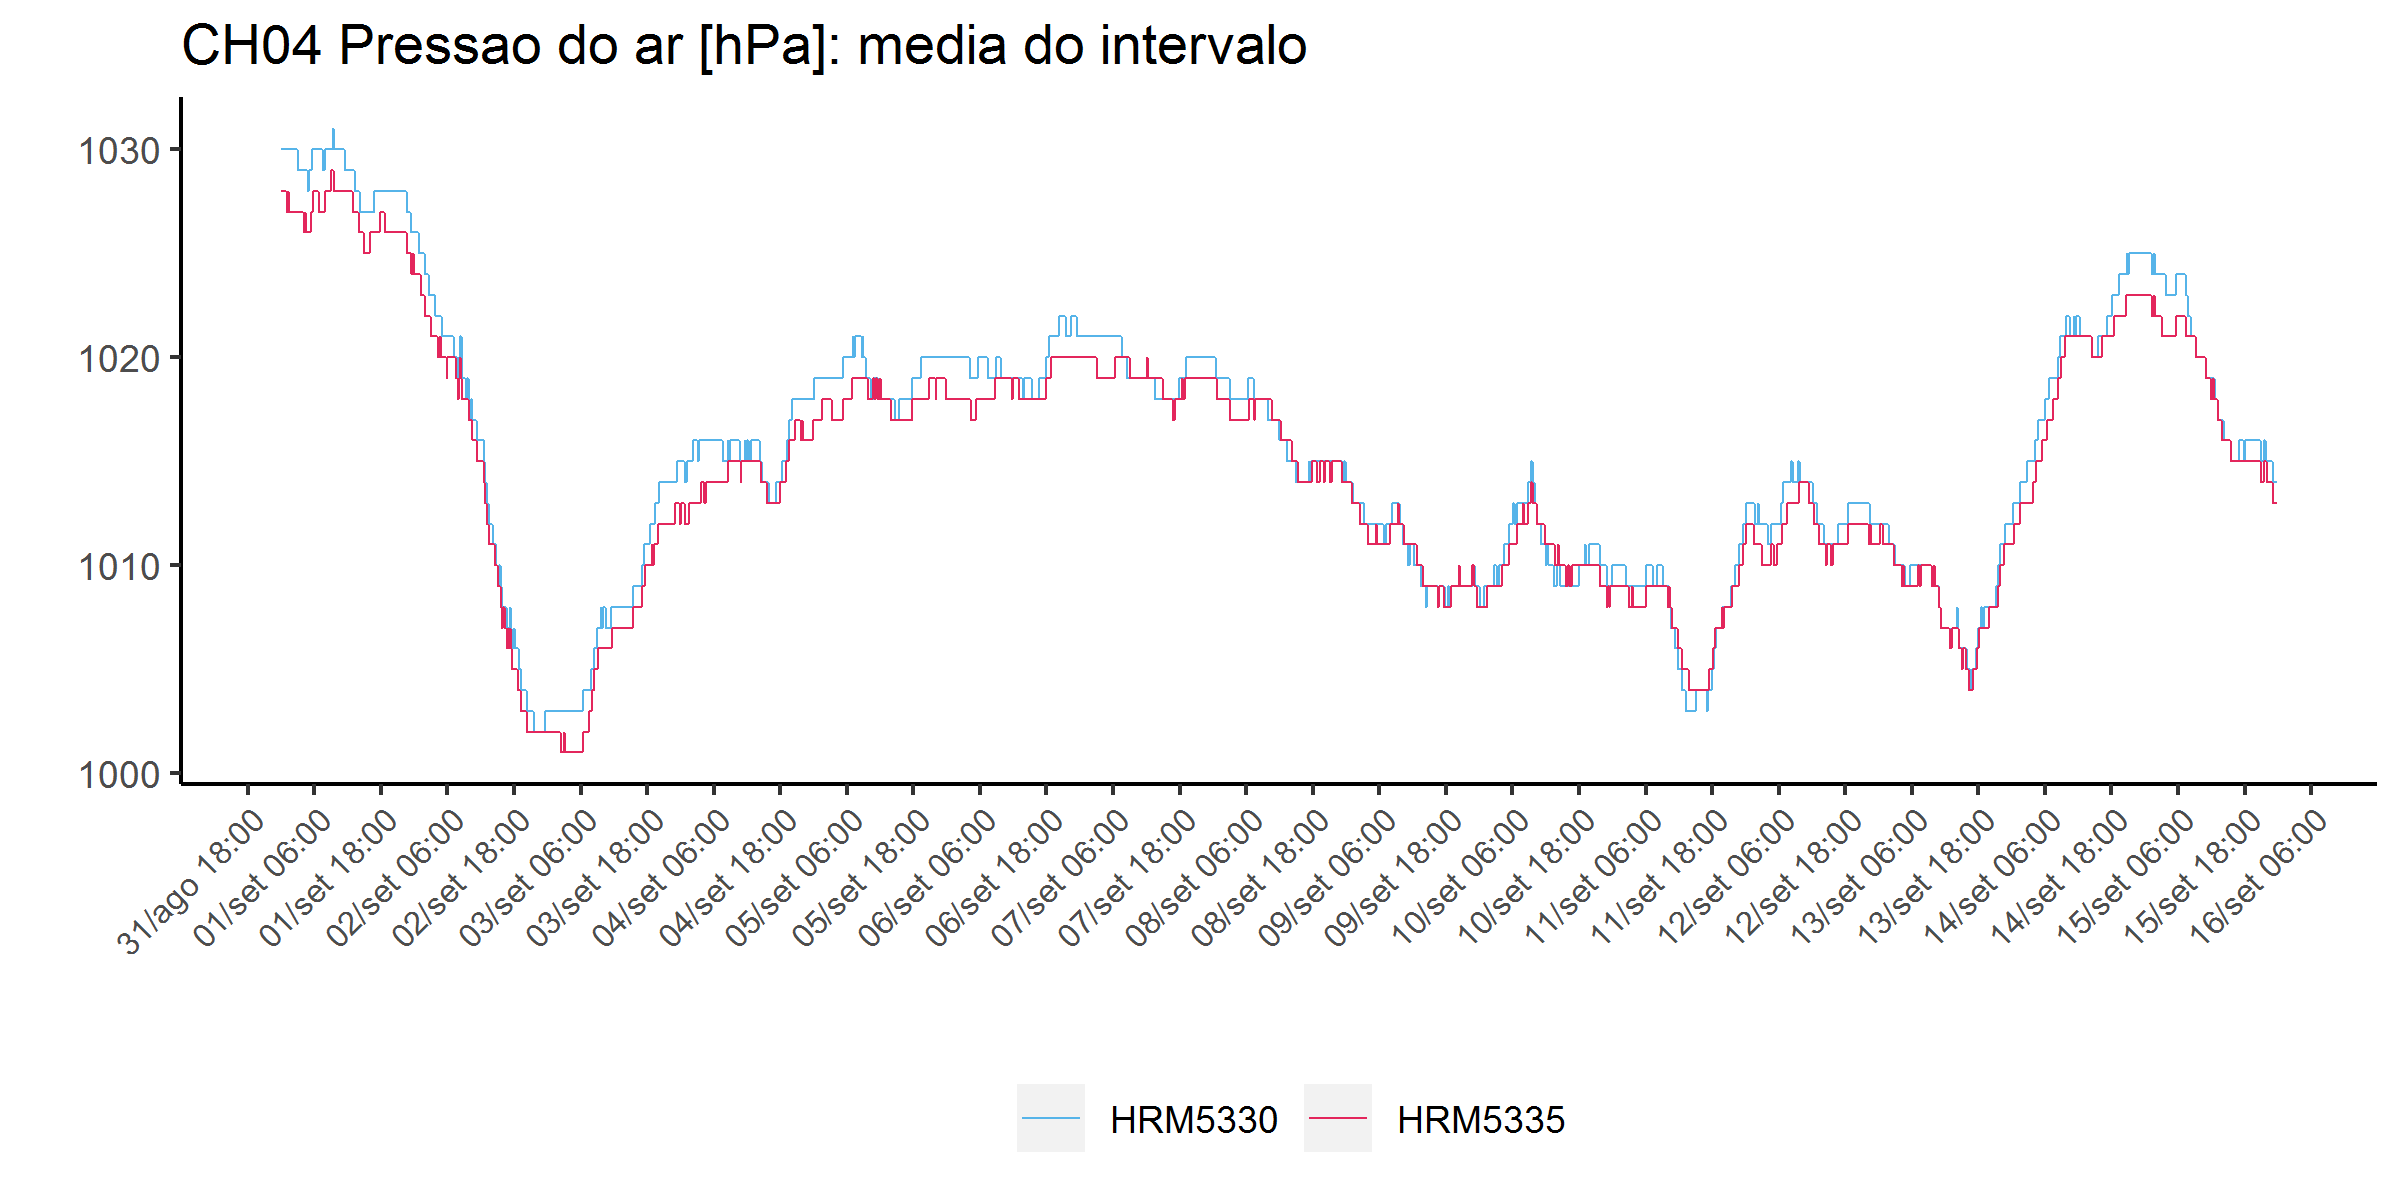 CH04 Pressao do ar [hPa]: media do intervalo
1030
1020
1010
1000
31/ago 18:00
01/set 06:00
01/set 18:00
02/set 06:00
02/set 18:00
03/set 06:00
03/set 18:00
04/set 06:00
04/set 18:00
05/set 06:00
05/set 18:00
06/set 06:00
06/set 18:00
07/set 06:00
07/set 18:00
08/set 06:00
08/set 18:00
09/set 06:00
09/set 18:00
10/set 06:00
10/set 18:00
11/set 06:00
11/set 18:00
12/set 06:00
12/set 18:00
13/set 06:00
13/set 18:00
14/set 06:00
14/set 18:00
15/set 06:00
15/set 18:00
16/set 06:00
HRM5330 HRM5335